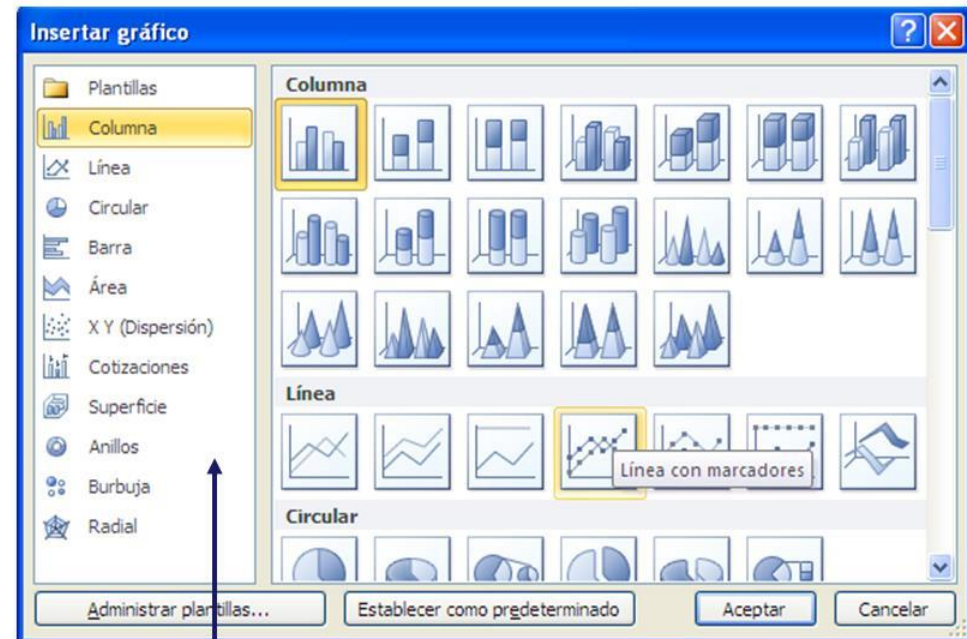 Insertar gráfico
Plantillas
Columna
Línea
Circular
Barra
Área
X Y (Dispersión)
Cotizaciones
Superficie
Anillos
Burbuja
Radial
Columna
Línea
Línea con marcadores
Circular
Administrar plantillas...
Establecer como predeterminado
Aceptar
Cancelar